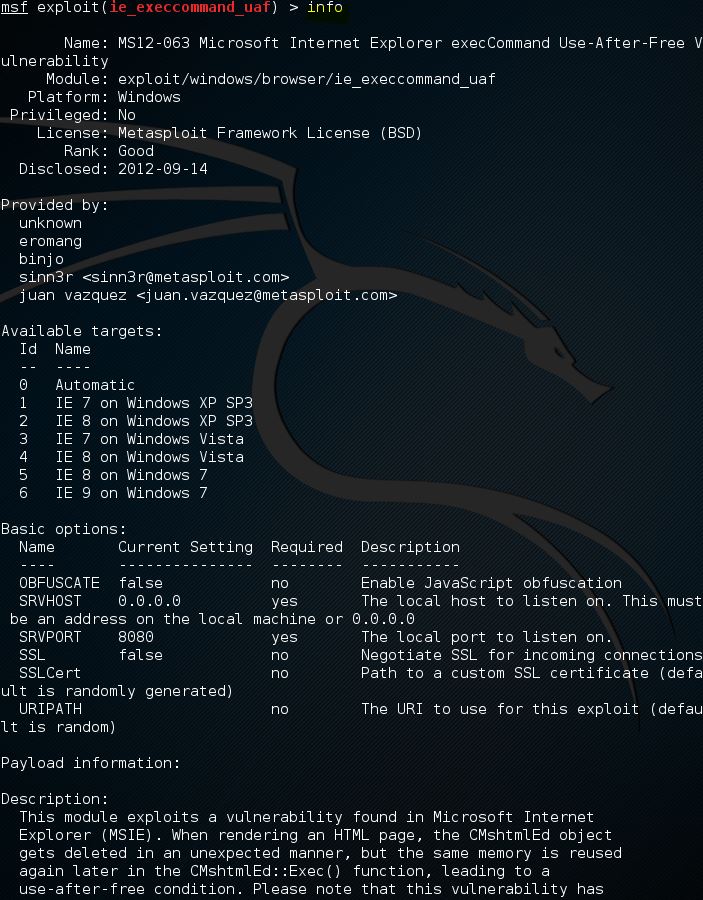 msf exploit(ie_execcommand_uaf) > info
Name: MS12-063 Microsoft Internet Explorer execCommand Use-After-Free V
ulnerability
Module: exploit/windows/browser/ie_execcommand_uaf
Platform: Windows
Privileged: No
License: Metasploit Framework License (BSD)
Rank: Good
Disclosed: 2012-09-14
Provided by:
unknown
eromang
binjo
sinn3r <sinn3r@metasploit.com>
juan vazquez <juan.vazquez@metasploit.com>
Available targets:
Id  Name
--  ----
0   Automatic
1   IE 7 on Windows XP SP3
2   IE 8 on Windows XP SP3
3   IE 7 on Windows Vista
4   IE 8 on Windows Vista
5   IE 8 on Windows 7
6   IE 9 on Windows 7
Basic options:
Name       Current Setting  Required  Description
----       ---------------  --------  -----------
OBFUSCATE  false            no        Enable JavaScript obfuscation
SRVHOST    0.0.0.0          yes       The local host to listen on. This must
be an address on the local machine or 0.0.0.0
SRVPORT    8080             yes       The local port to listen on.
SSL        false            no        Negotiate SSL for incoming connections
SSLCert                     no        Path to a custom SSL certificate (defa
ult is randomly generated)
URIPATH                     no        The URI to use for this exploit (defau
lt is random)
Payload information:
Description:
This module exploits a vulnerability found in Microsoft Internet
Explorer (MSIE). When rendering an HTML page, the CMshtmlEd object
gets deleted in an unexpected manner, but the same memory is reused
again later in the CMshtmlEd::Exec() function, leading to a
use-after-free condition. Please note that this vulnerability has